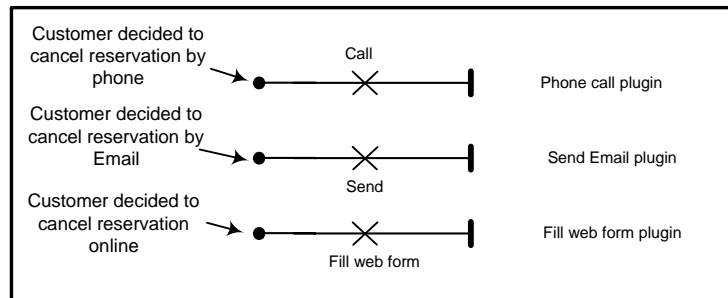 Customer decided to
cancel reservation by
phone
Call
Phone call plugin
Customer decided to
cancel reservation by
Email
Send
Send Email plugin
Customer decided to
cancel reservation
online
Fill web form
Fill web form plugin